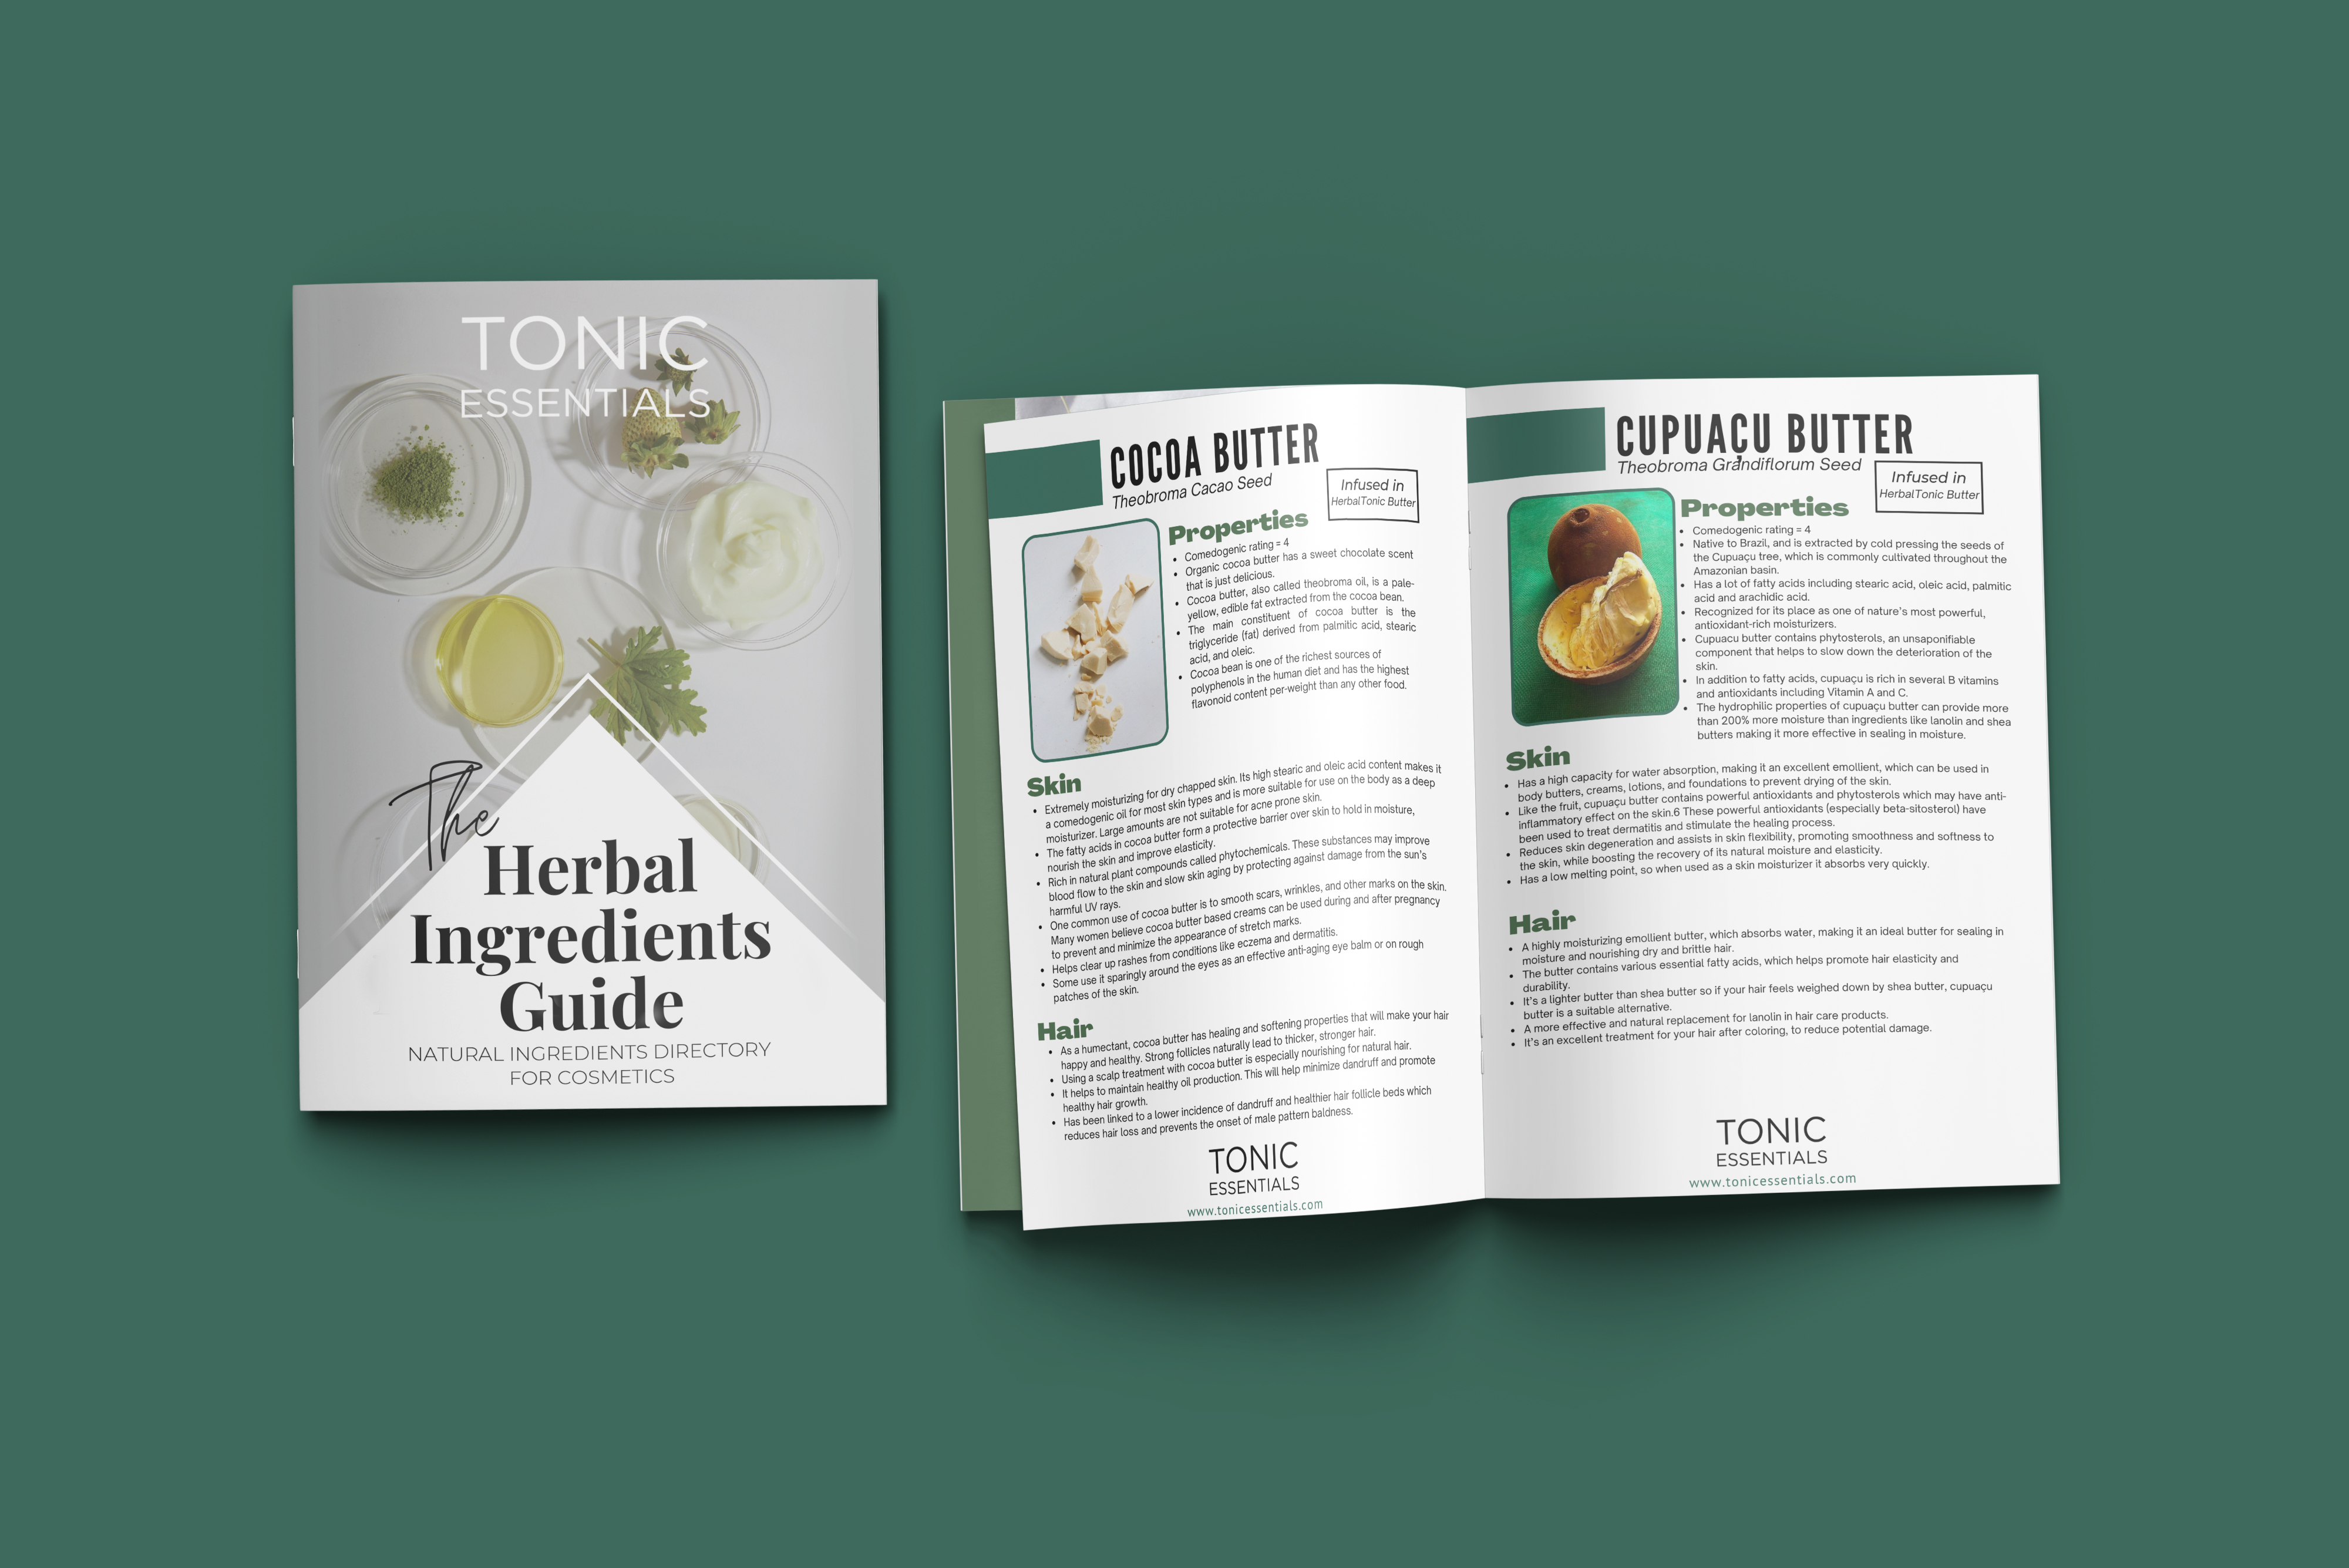 TONIC
ESSENTIALS
The
Herbal
Ingredients
Guide
NATURAL INGREDIENTS DIRECTORY
FOR COSMETICS
COCOA BUTTER
Theobroma Cacao Seed
Infused in
HerbalTonic Butter
Properties
• Comedogenic rating = 4
• Organic cocoa butter has a sweet chocolate scent
that is just delicious.
• Cocoa butter, also called theobroma oil, is a pale-
yellow, edible fat extracted from the cocoa bean.
• The main constituent of cocoa butter is the
triglyceride (fat) derived from palmitic acid, stearic
acid, and oleic.
• Cocoa bean is one of the richest sources of
polyphenols in the human diet and has the highest
flavonoid content per-weight than any other food.
Skin
• Extremely moisturizing for dry chapped skin. Its high stearic and oleic acid content makes it
a comedogenic oil for most skin types and is more suitable for use on the body as a deep
moisturizer. Large amounts are not suitable for acne prone skin.
• The fatty acids in cocoa butter form a protective barrier over skin to hold in moisture,
nourish the skin and improve elasticity.
• Rich in natural plant compounds called phytochemicals. These substances may improve
blood flow to the skin and slow skin aging by protecting against damage from the sun's
harmful UV rays.
• One common use of cocoa butter is to smooth scars, wrinkles, and other marks on the skin.
Many women believe cocoa butter based creams can be used during and after pregnancy
to prevent and minimize the appearance of stretch marks.
• Helps clear up rashes from conditions like eczema and dermatitis.
• Some use it sparingly around the eyes as an effective anti-aging eye balm or on rough
patches of the skin.
Hair
• As a humectant, cocoa butter has healing and softening properties that will make your hair
happy and healthy. Strong follicles naturally lead to thicker, stronger hair.
• Using a scalp treatment with cocoa butter is especially nourishing for natural hair.
• It helps to maintain healthy oil production. This will help minimize dandruff and promote
healthy hair growth.
• Has been linked to a lower incidence of dandruff and healthier hair follicle beds which
reduces hair loss and prevents the onset of male pattern baldness.
TONIC
ESSENTIALS
www.tonicessentials.com
CUPUAÇU BUTTER
Theobroma Grandiflorum Seed
Infused in
HerbalTonic Butter
Properties
• Comedogenic rating = 4
• Native to Brazil, and is extracted by cold pressing the seeds of
the Cupuaçu tree, which is commonly cultivated throughout the
Amazonian basin.
• Has a lot of fatty acids including stearic acid, oleic acid, palmitic
acid and arachidic acid.
• Recognized for its place as one of nature's most powerful,
antioxidant-rich moisturizers.
• Cupuacu butter contains phytosterols, an unsaponifiable
component that helps to slow down the deterioration of the
skin.
• In addition to fatty acids, cupuaçu is rich in several B vitamins
and antioxidants including Vitamin A and C.
• The hydrophilic properties of cupuaçu butter can provide more
than 200% more moisture than ingredients like lanolin and shea
butters making it more effective in sealing in moisture.
Skin
• Has a high capacity for water absorption, making it an excellent emollient, which can be used in
body butters, creams, lotions, and foundations to prevent drying of the skin.
• Like the fruit, cupuaçu butter contains powerful antioxidants and phytosterols which may have anti-
inflammatory effect on the skin.6 These powerful antioxidants (especially beta-sitosterol) have
been used to treat dermatitis and stimulate the healing process.
• Reduces skin degeneration and assists in skin flexibility, promoting smoothness and softness to
the skin, while boosting the recovery of its natural moisture and elasticity.
• Has a low melting point, so when used as a skin moisturizer it absorbs very quickly.
Hair
• A highly moisturizing emollient butter, which absorbs water, making it an ideal butter for sealing in
moisture and nourishing dry and brittle hair.
• The butter contains various essential fatty acids, which helps promote hair elasticity and
durability.
• It's a lighter butter than shea butter so if your hair feels weighed down by shea butter, cupuaçu
butter is a suitable alternative.
• A more effective and natural replacement for lanolin in hair care products.
• It's an excellent treatment for your hair after coloring, to reduce potential damage.
TONIC
ESSENTIALS
www.tonicessentials.com